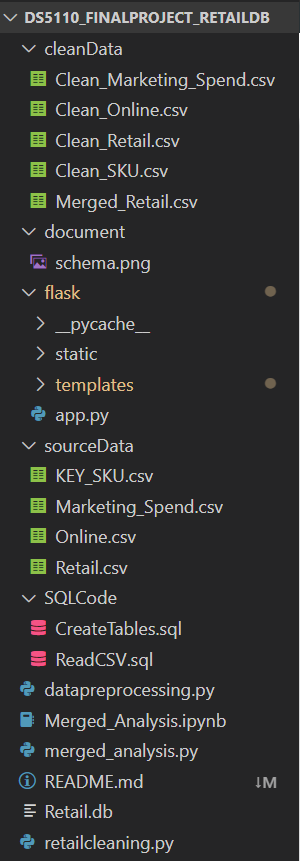 DS5110_FINALPROJECT_RETAILDB
cleanData
Clean_Marketing_Spend.csv
Clean_Online.csv
Clean_Retail.csv
Clean_SKU.csv
Merged_Retail.csv
document
schema.png
flask
__pycache__
static
templates
app.py
sourceData
KEY_SKU.csv
Marketing_Spend.csv
Online.csv
Retail.csv
SQLCode
CreateTables.sql
ReadCSV.sql
datapreprocessing.py
Merged_Analysis.ipynb
merged_analysis.py
README.md ↓M
Retail.db
retailcleaning.py